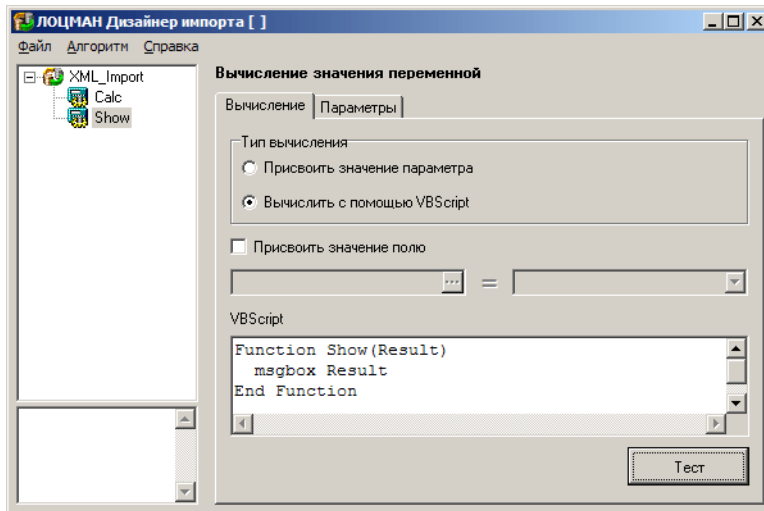 ЛОЦМАН Дизайнер импорта [ ]
Файл Алгоритм Справка
XML_Import
Calc
Show
Вычисление значения переменной
Вычисление Параметры
Тип вычисления
Присвоить значение параметра
Вычислить с помощью VBScript
Присвоить значение полю
... =
VBScript
Function Show(Result)
  msgbox Result
End Function
Тест